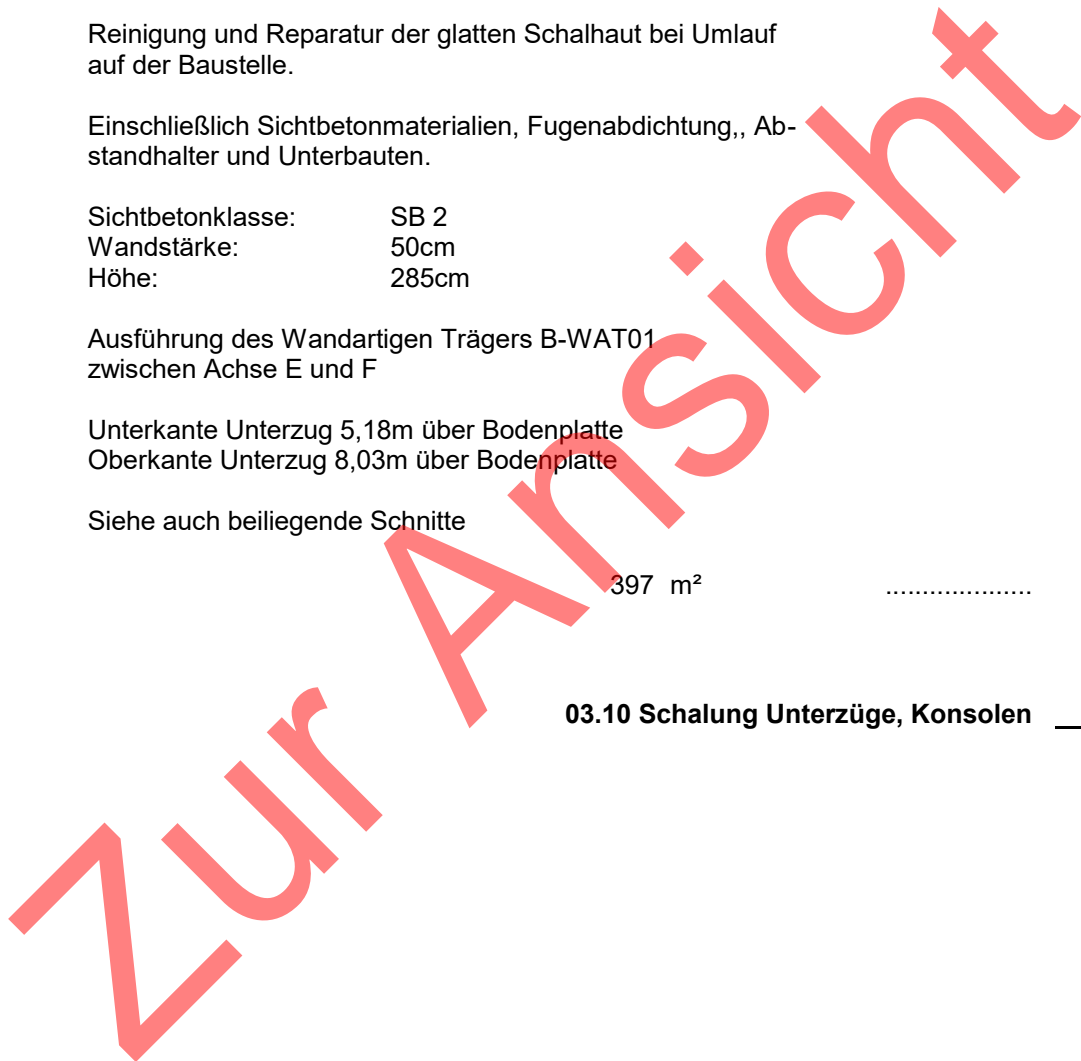 Reinigung und Reparatur der glatten Schalhaut bei Umlauf
auf der Baustelle.
Einschließlich Sichtbetonmaterialien, Fugenabdichtung,, Ab-
standhalter und Unterbauten.
Sichtbetonklasse: SB 2
Wandstärke: 50cm
Höhe: 285cm
Ausführung des Wandartigen Trägers B-WAT01
zwischen Achse E und F
Unterkante Unterzug 5,18m über Bodenplatte
Oberkante Unterzug 8,03m über Bodenplatte
Siehe auch beiliegende Schnitte
397 m² ....................
03.10 Schalung Unterzüge, Konsolen
Zur Ansicht